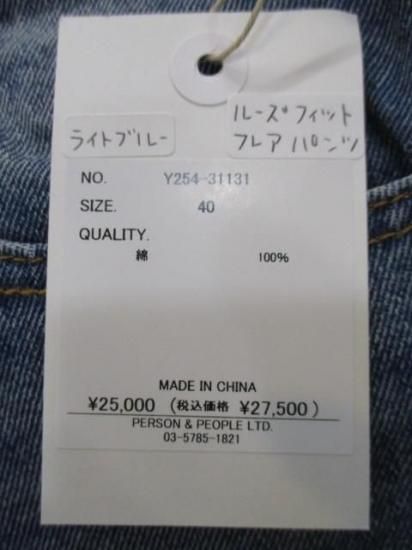 ライトブルー
ルーズフィット
フレアパンツ
NO. Y254-31131
SIZE. 40
QUALITY.
綿 100%
MADE IN CHINA
¥25,000 (税込価格 ¥27,500)
PERSON & PEOPLE LTD.
03-5785-1821